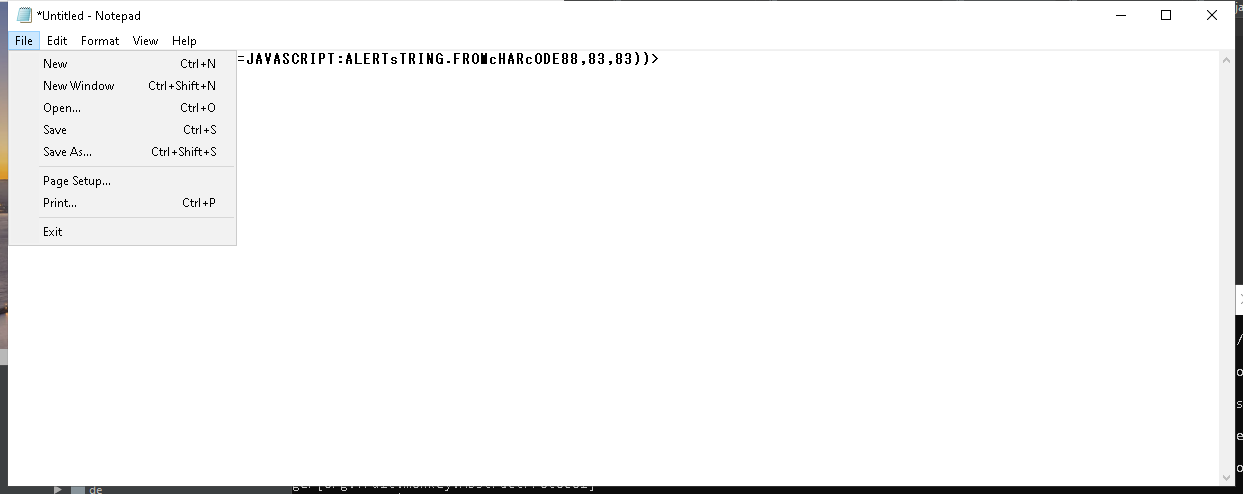 *Untitled - Notepad
File Edit Format View Help
=JAVASCRIPT:ALERTsTRING.FROMcHARcODE88,83,83))>
New Ctrl+N
New Window Ctrl+Shift+N
Open... Ctrl+O
Save Ctrl+S
Save As... Ctrl+Shift+S
Page Setup...
Print... Ctrl+P
Exit
de